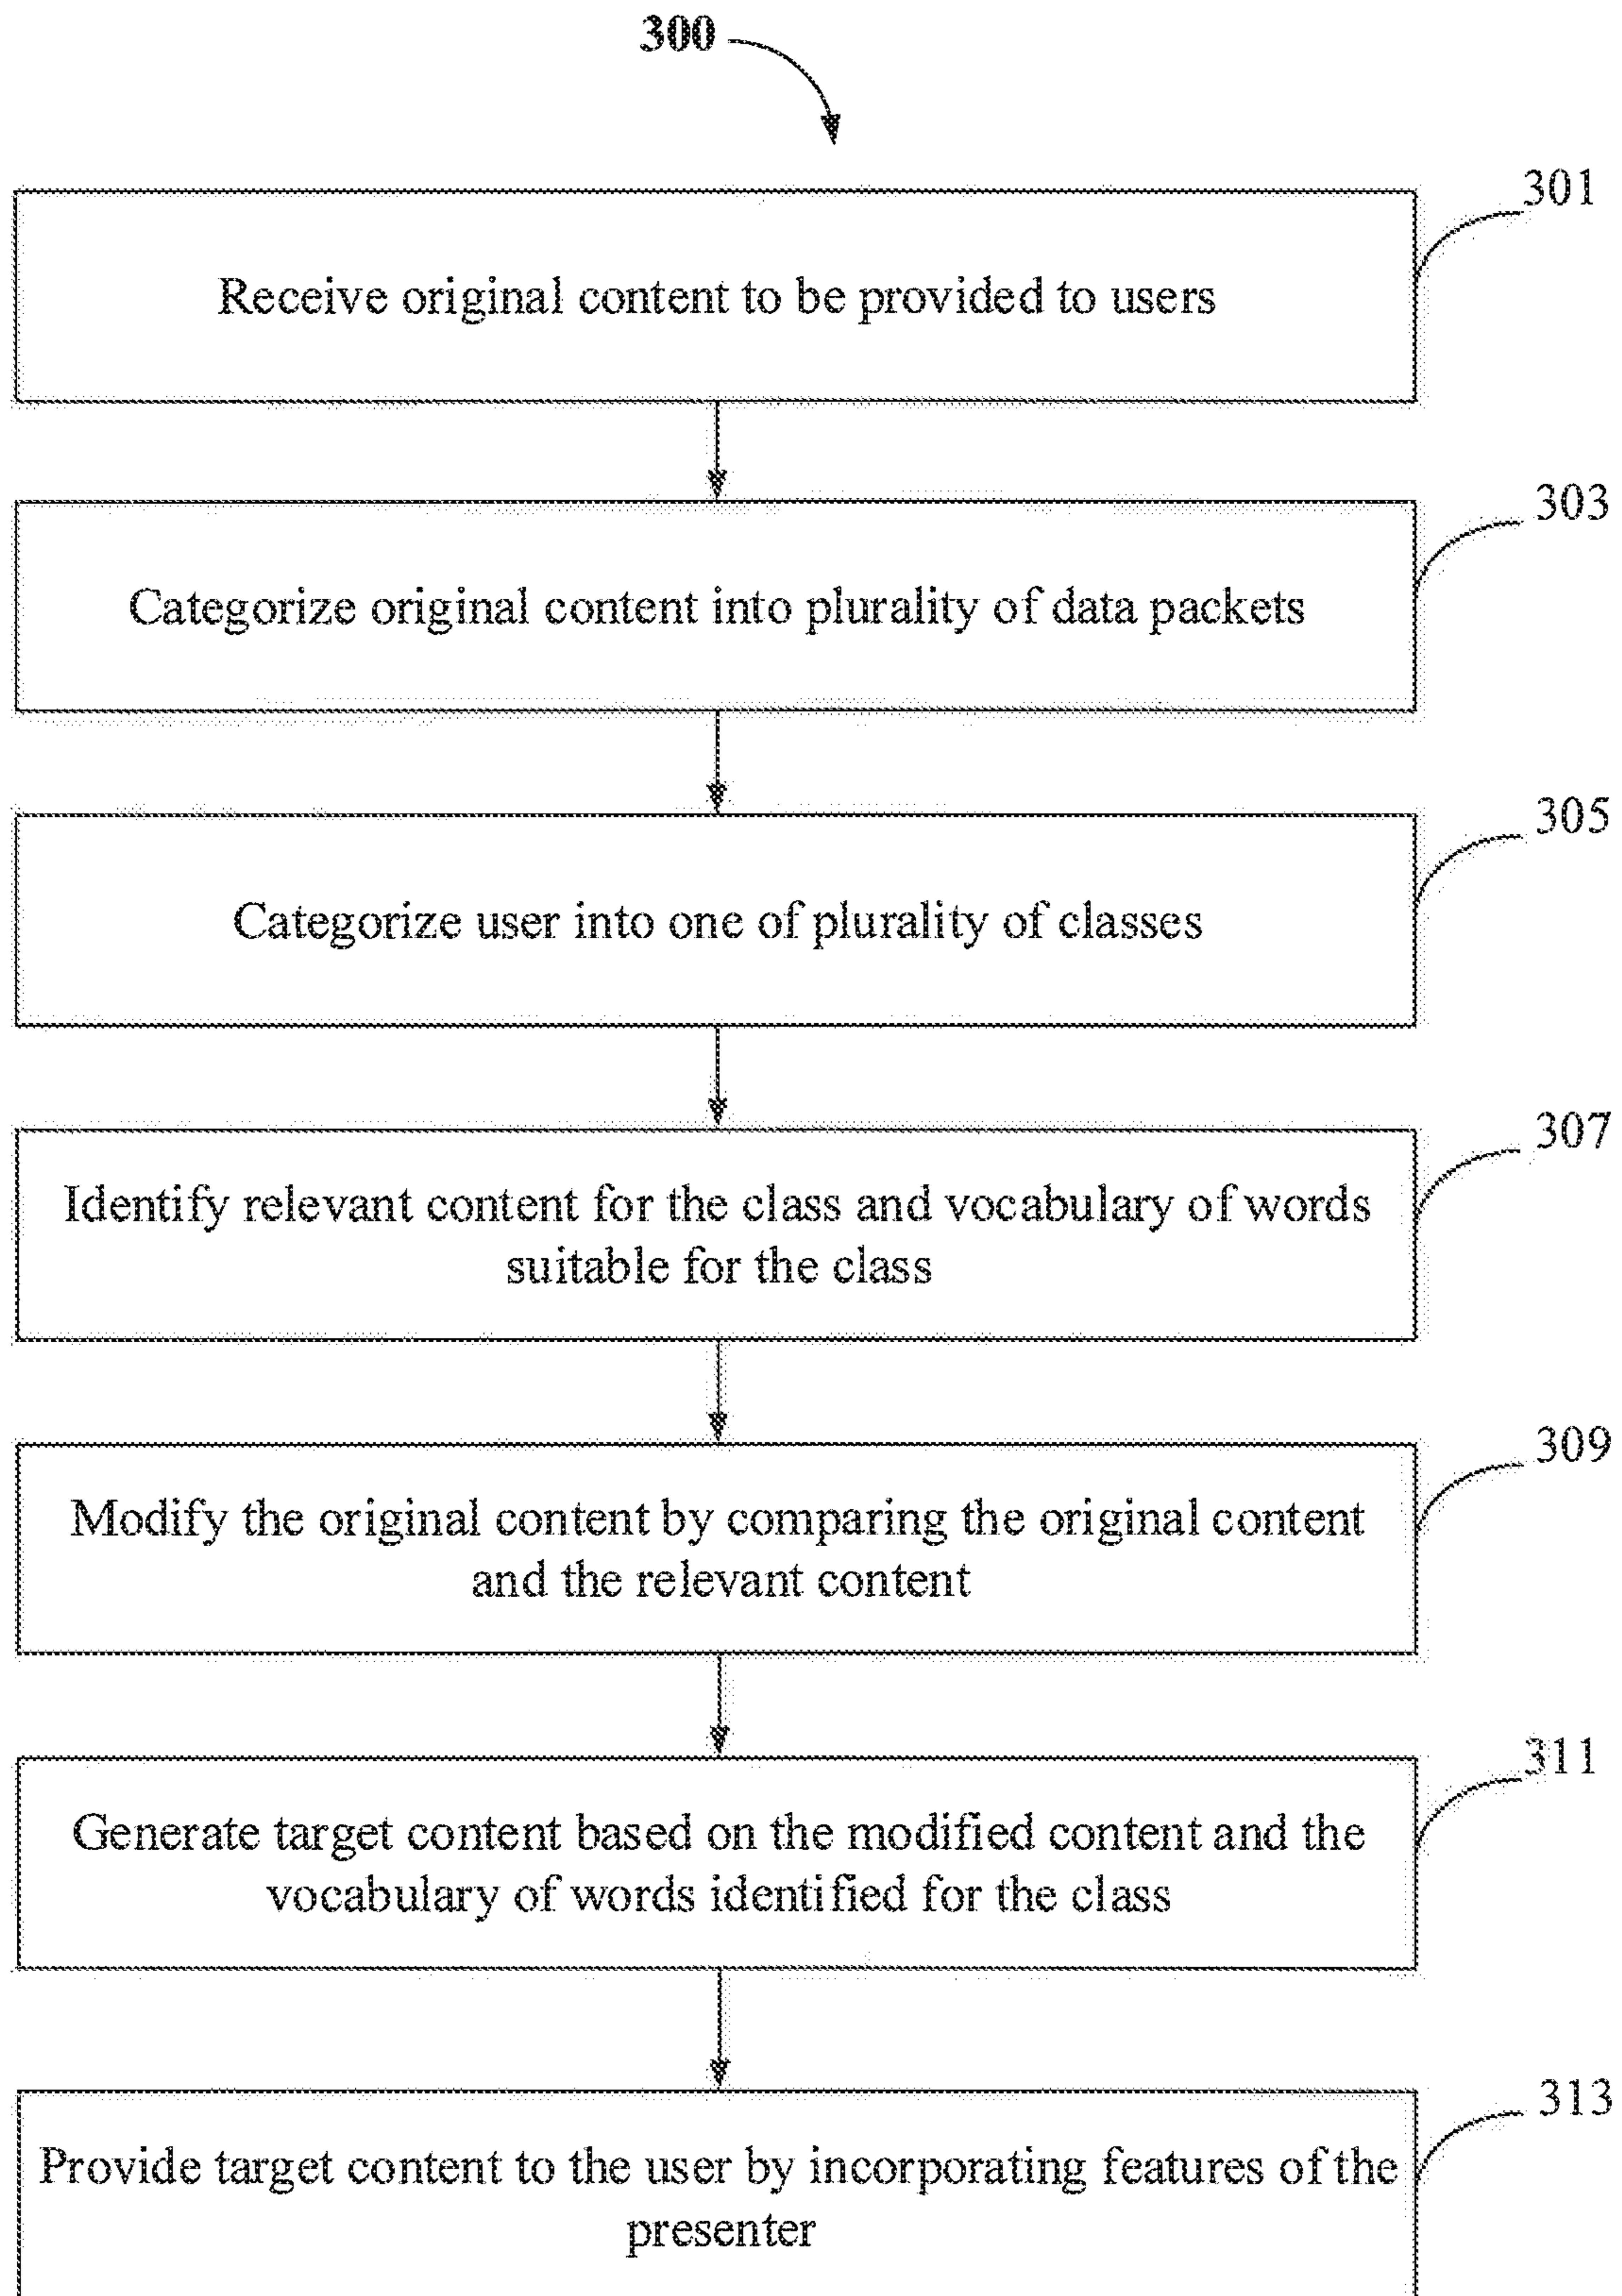 300
301
Receive original content to be provided to users
303
Categorize original content into plurality of data packets
305
Categorize user into one of plurality of classes
307
Identify relevant content for the class and vocabulary of words
suitable for the class
309
Modify the original content by comparing the original content
and the relevant content
311
Generate target content based on the modified content and the
vocabulary of words identified for the class
313
Provide target content to the user by incorporating features of the
presenter